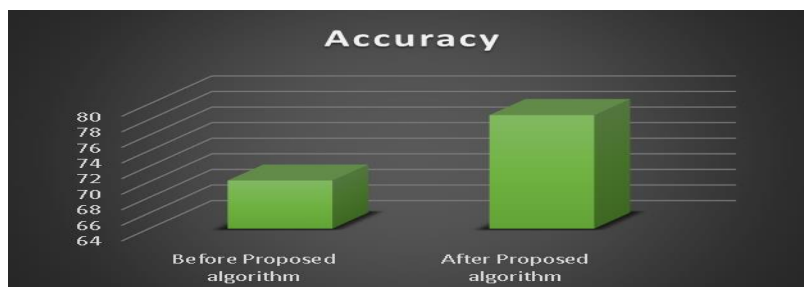 Accuracy
80
78
76
74
72
70
68
66
64
Before Proposed
algorithm
After Proposed
algorithm